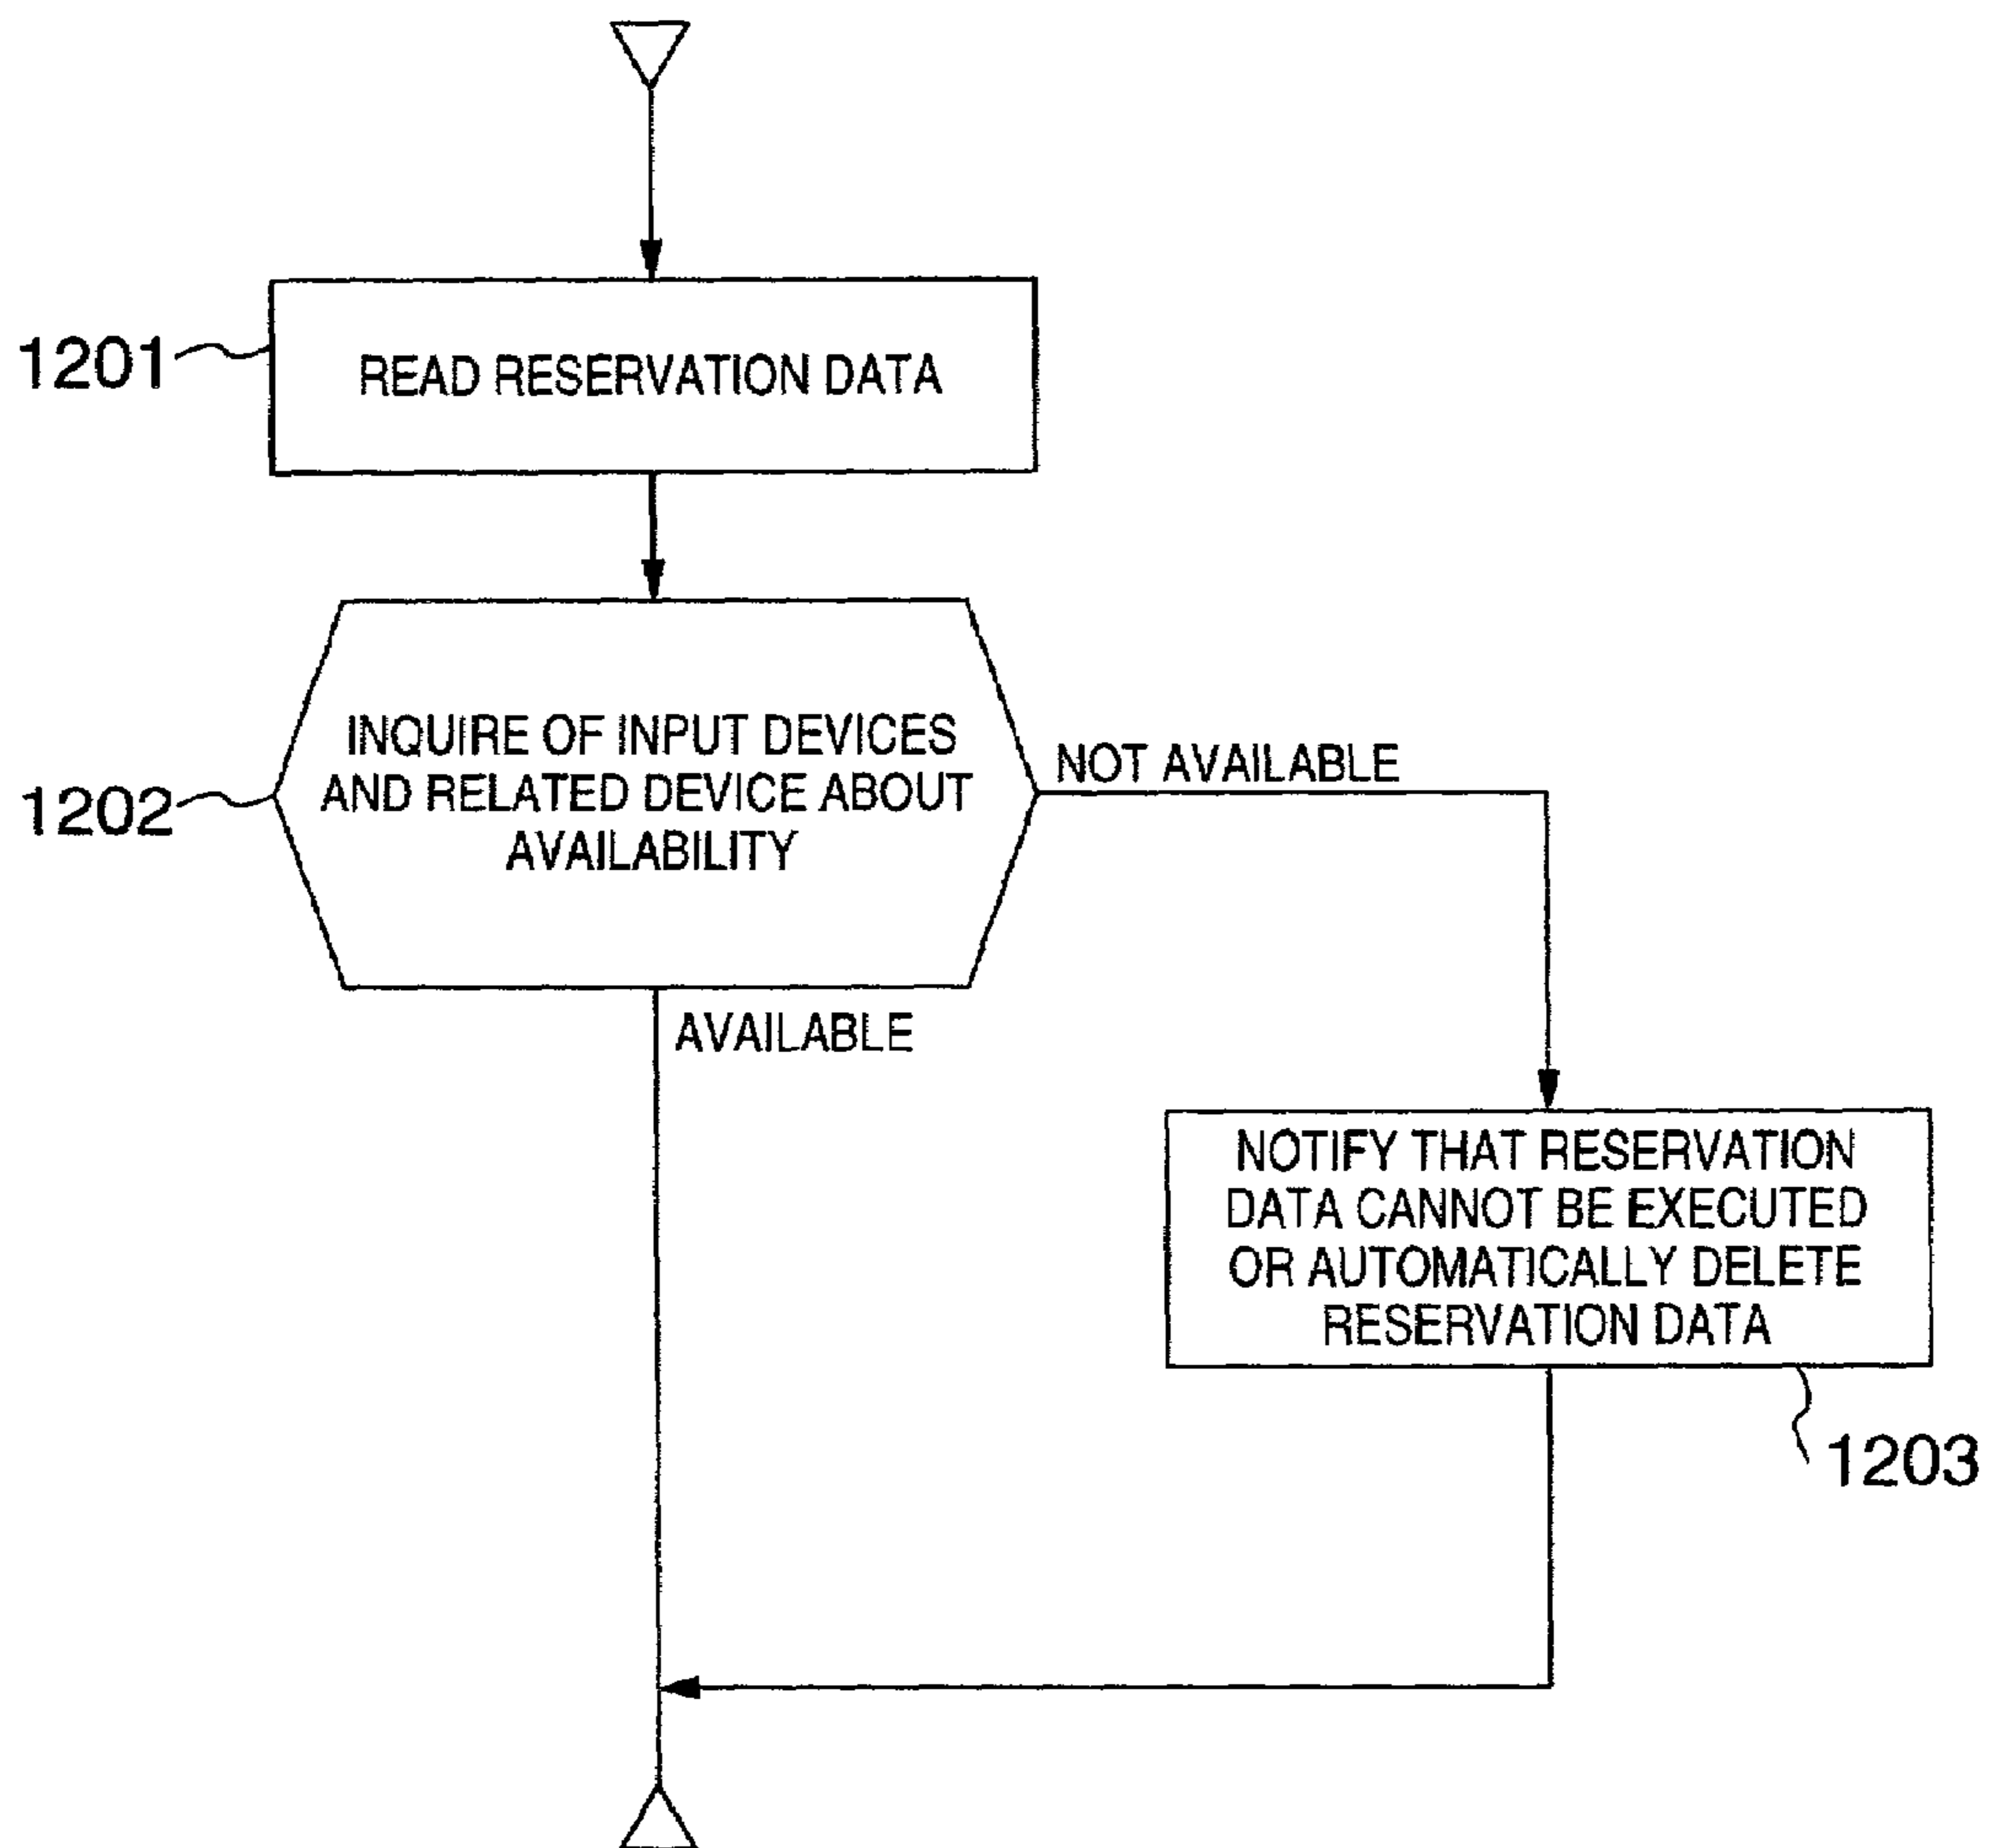 1201
READ RESERVATION DATA
1202
INQUIRE OF INPUT DEVICES
AND RELATED DEVICE ABOUT
AVAILABILITY
NOT AVAILABLE
AVAILABLE
NOTIFY THAT RESERVATION
DATA CANNOT BE EXECUTED
OR AUTOMATICALLY DELETE
RESERVATION DATA
1203